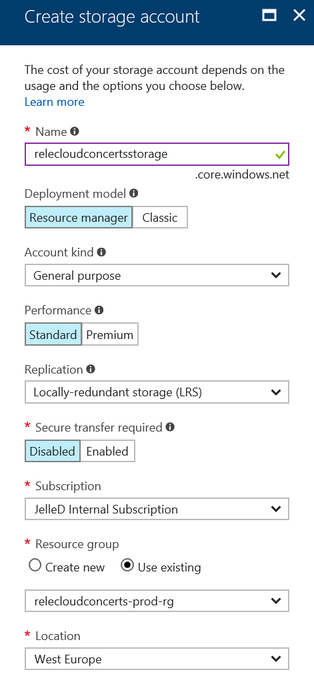 Create storage account
The cost of your storage account depends on the
usage and the options you choose below.
Learn more
* Name
relecloudconcertsstorage
.core.windows.net
Deployment model
Resource manager Classic
Account kind
General purpose
Performance
Standard Premium
Replication
Locally-redundant storage (LRS)
* Secure transfer required
Disabled Enabled
* Subscription
JelleD Internal Subscription
* Resource group
Create new Use existing
relecloudconcerts-prod-rg
* Location
West Europe